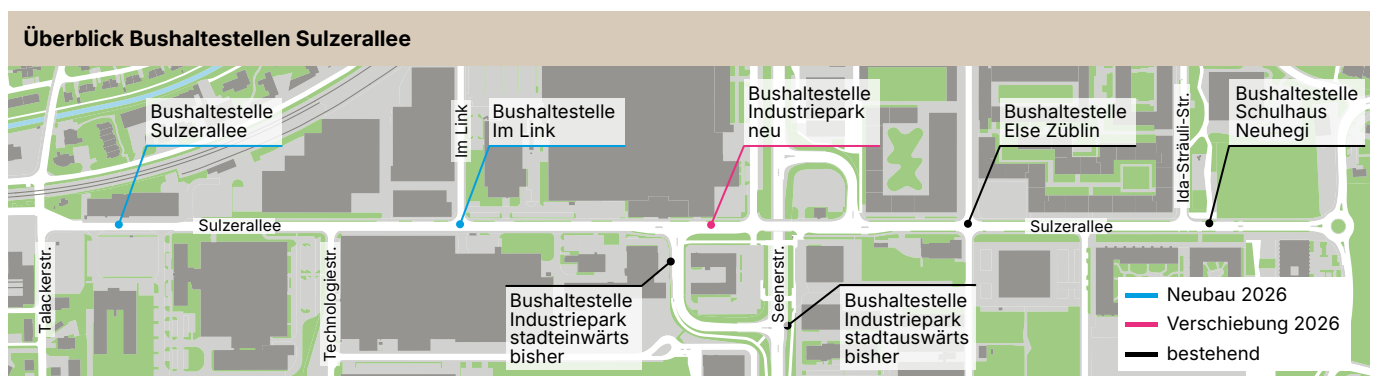 Überblick Bushaltestellen Sulzerallee
Bushaltestelle
Sulzerallee
Im Link
Bushaltestelle
Im Link
Bushaltestelle
Industriepark
neu
Bushaltestelle
Else Züblin
Ida-Sträuli-Str.
Bushaltestelle
Schulhaus
Neuhegi
Sulzerallee
Sulzerallee
Talackerstr.
Technologiestr.
Bushaltestelle
Industriepark
stadteinwärts
bisher
Seenerstr.
Bushaltestelle
Industriepark
stadtauswärts
bisher
Neubau 2026
Verschiebung 2026
bestehend